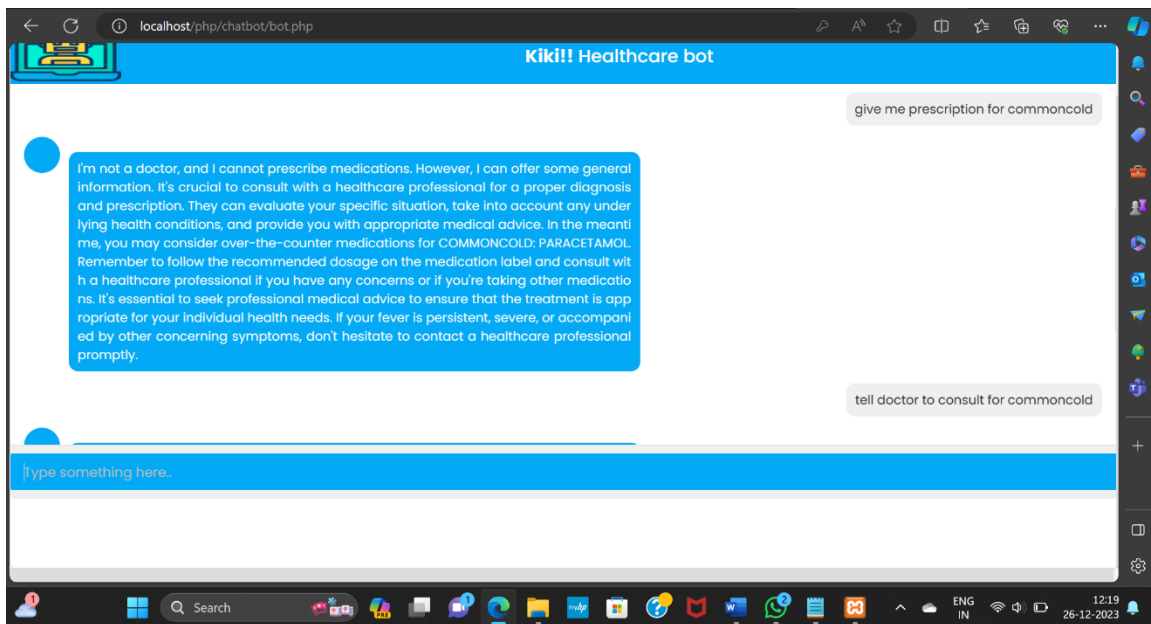 localhost/php/chatbot/bot.php
Kiki!! Healthcare bot
give me prescription for commoncold
I'm not a doctor, and I cannot prescribe medications. However, I can offer some general
information. It's crucial to consult with a healthcare professional for a proper diagnosis
and prescription. They can evaluate your specific situation, take into account any under
lying health conditions, and provide you with appropriate medical advice. In the meanti
me, you may consider over-the-counter medications for COMMONCOLD: PARACETAMOL.
Remember to follow the recommended dosage on the medication label and consult wit
h a healthcare professional if you have any concerns or if you're taking other medicatio
ns. It's essential to seek professional medical advice to ensure that the treatment is app
ropriate for your individual health needs. If your fever is persistent, severe, or accompani
ed by other concerning symptoms, don't hesitate to contact a healthcare professional
promptly.
tell doctor to consult for commoncold
Type something here..
1
Search
PRE
1
myhp
2
ENG
IN
12:19
26-12-2023